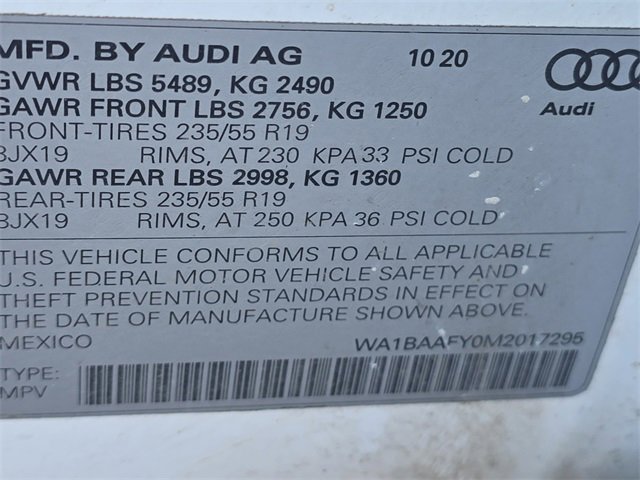 MFD. BY AUDI AG 10 20
GVWR LBS 5489, KG 2490
GAWR FRONT LBS 2756, KG 1250
Audi
FRONT-TIRES 235/55 R19
8JX19 RIMS, AT 230 KPA 33 PSI COLD
GAWR REAR LBS 2998, KG 1360
REAR-TIRES 235/55 R19
8JX19 RIMS, AT 250 KPA 36 PSI COLD
THIS VEHICLE CONFORMS TO ALL APPLICABLE
U.S. FEDERAL MOTOR VEHICLE SAFETY AND
THEFT PREVENTION STANDARDS IN EFFECT ON
THE DATE OF MANUFACTURE SHOWN ABOVE.
MEXICO WA1BAAFY0M2017295
TYPE:
MPV